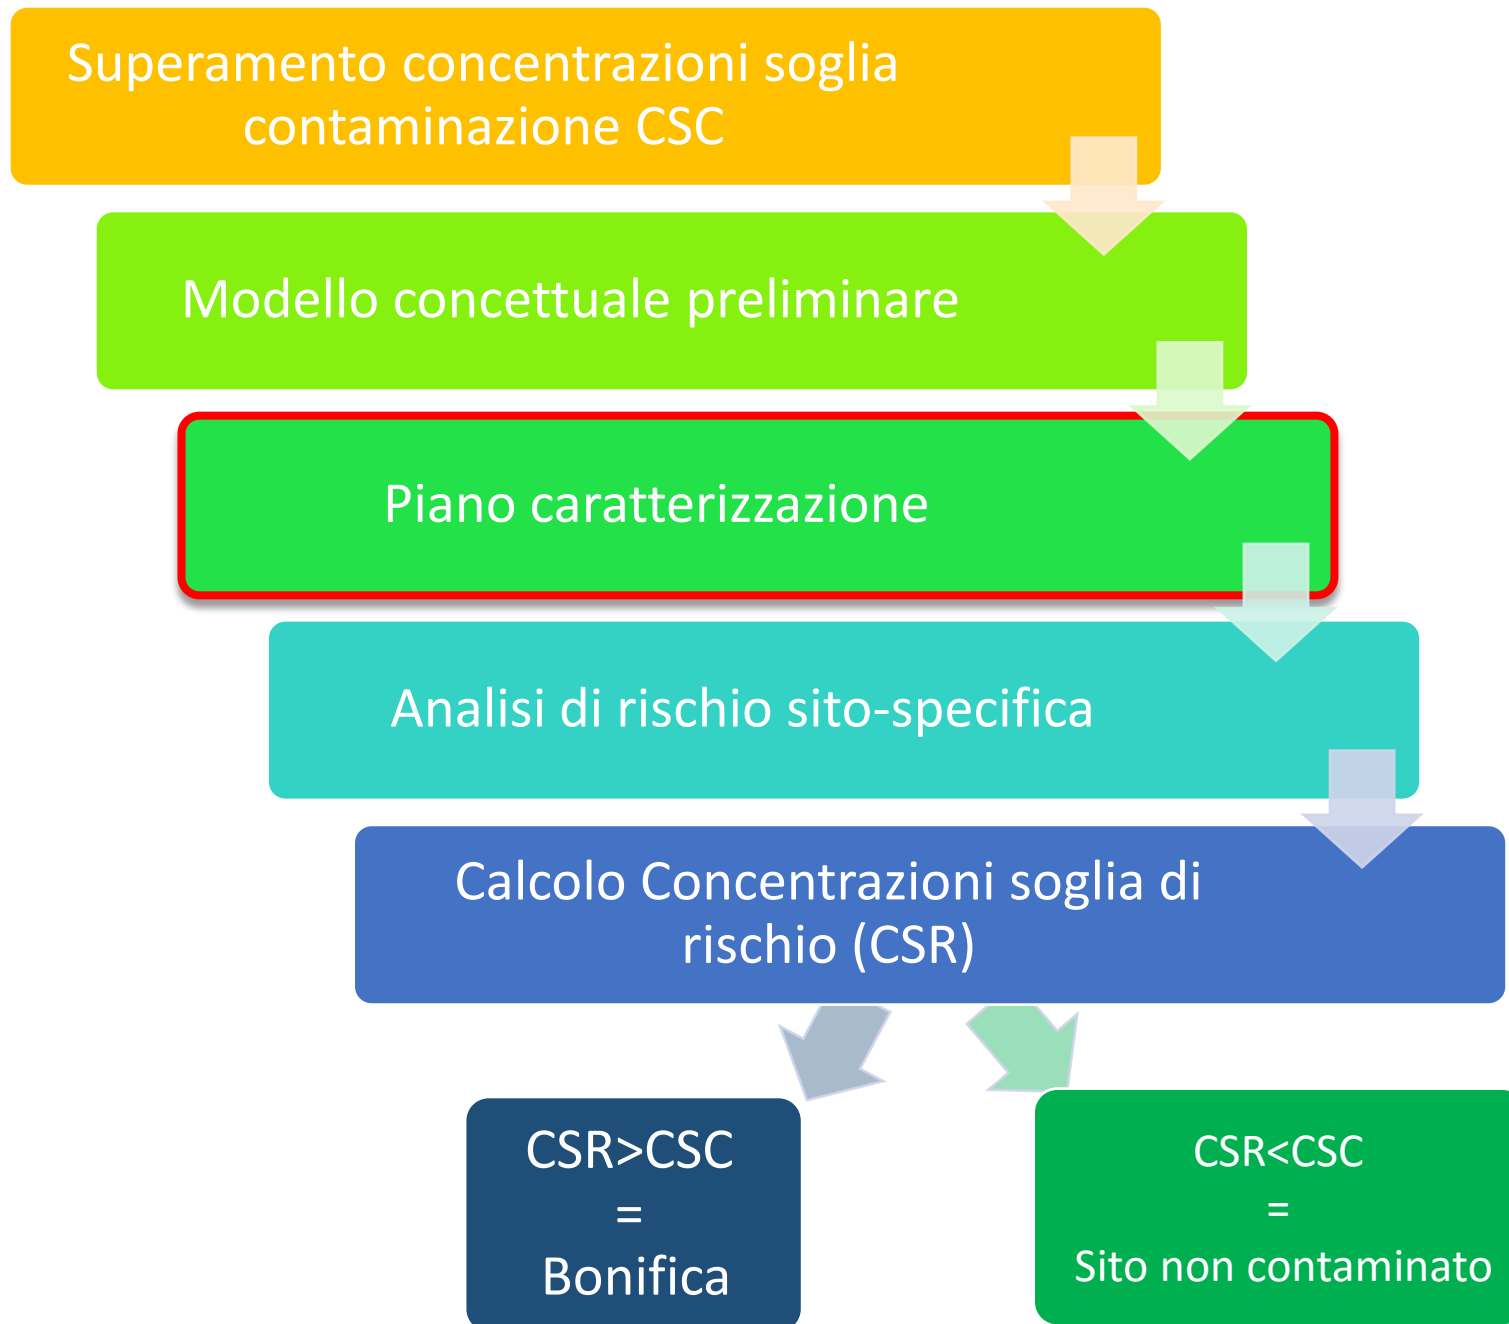 Superamento concentrazioni soglia
contaminazione CSC
Modello concettuale preliminare
Piano caratterizzazione
Analisi di rischio sito-specifica
Calcolo Concentrazioni soglia di
rischio (CSR)
CSR>CSC
=
Bonifica
CSR<CSC
=
Sito non contaminato